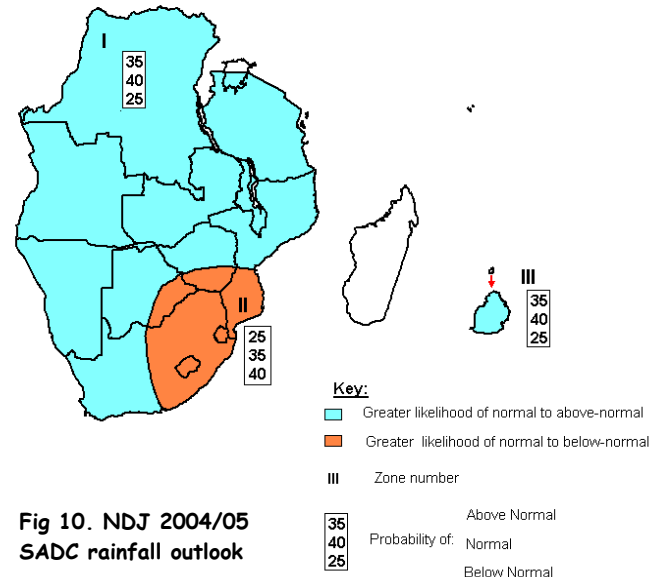 I
35
40
25
II
25
35
40
III
35
40
25
Key:
Greater likelihood of normal to above-normal
Greater likelihood of normal to below-normal
III Zone number
35
40
25
Probability of:
Above Normal
Normal
Below Normal
Fig 10. NDJ 2004/05
SADC rainfall outlook